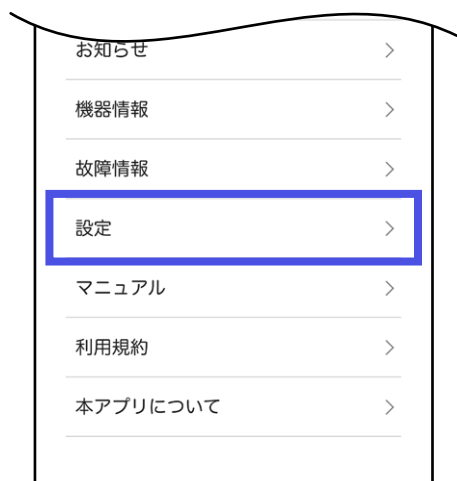 お知らせ
機器情報
故障情報
設定
マニュアル
利用規約
本アプリについて